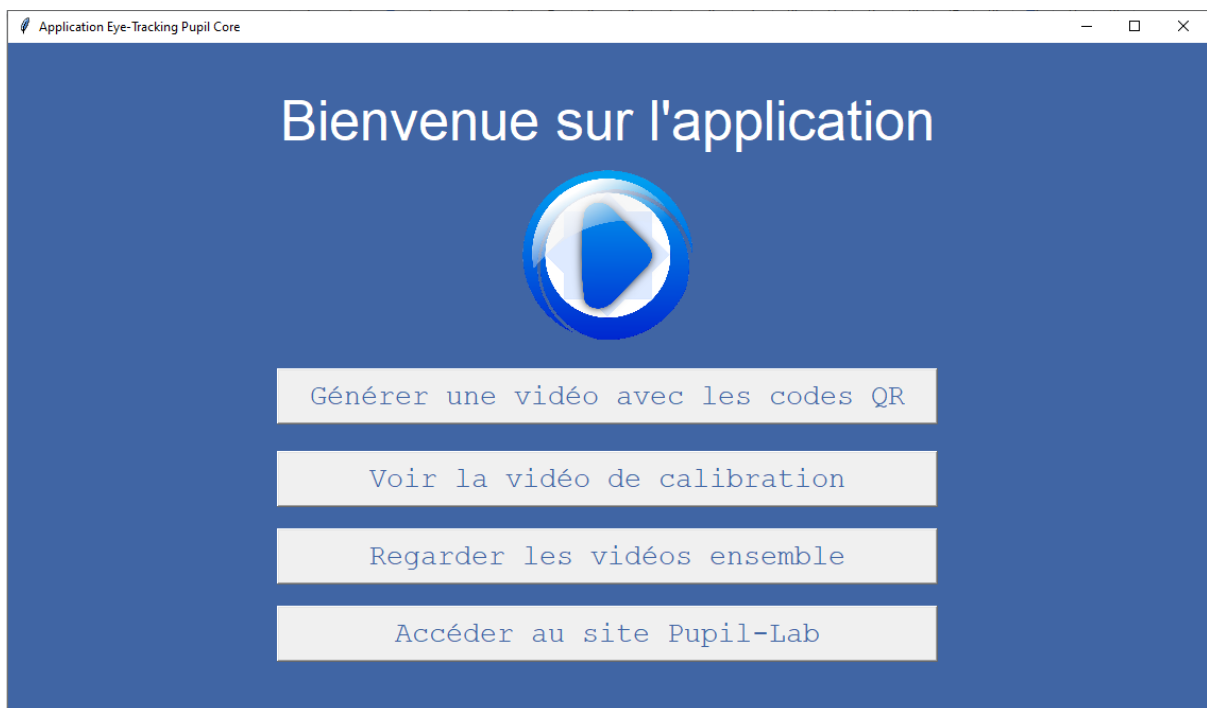 Application Eye-Tracking Pupil Core
Bienvenue sur l'application
Générer une vidéo avec les codes QR
Voir la vidéo de calibration
Regarder les vidéos ensemble
Accéder au site Pupil-Lab